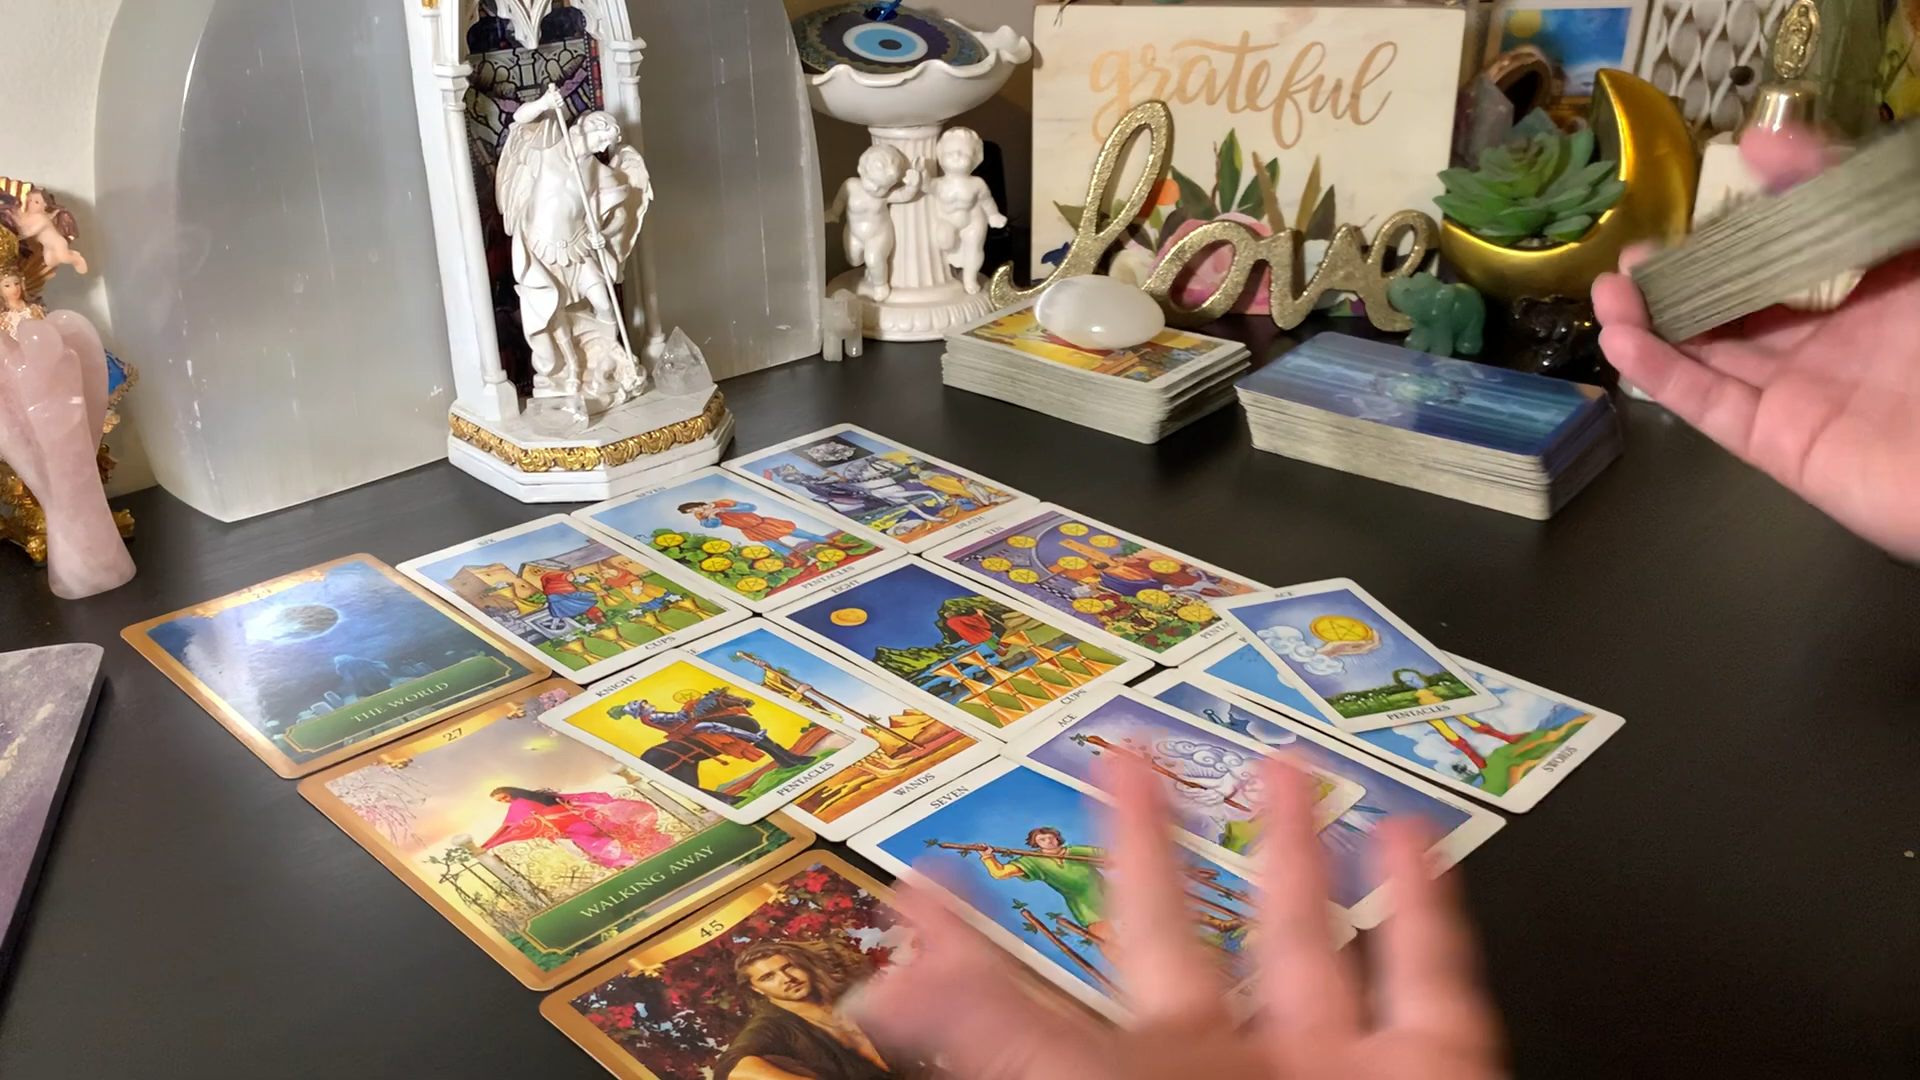 grateful
love
SEVEN
DEATH
SIX
PENTACLES
TEN
EIGHT
CUPS
ACE
THE WORLD
KNIGHT
CUPS
PENTACLES
27
PENTACLES
WANDS
ACE
SWORDS
SEVEN
WALKING AWAY
45